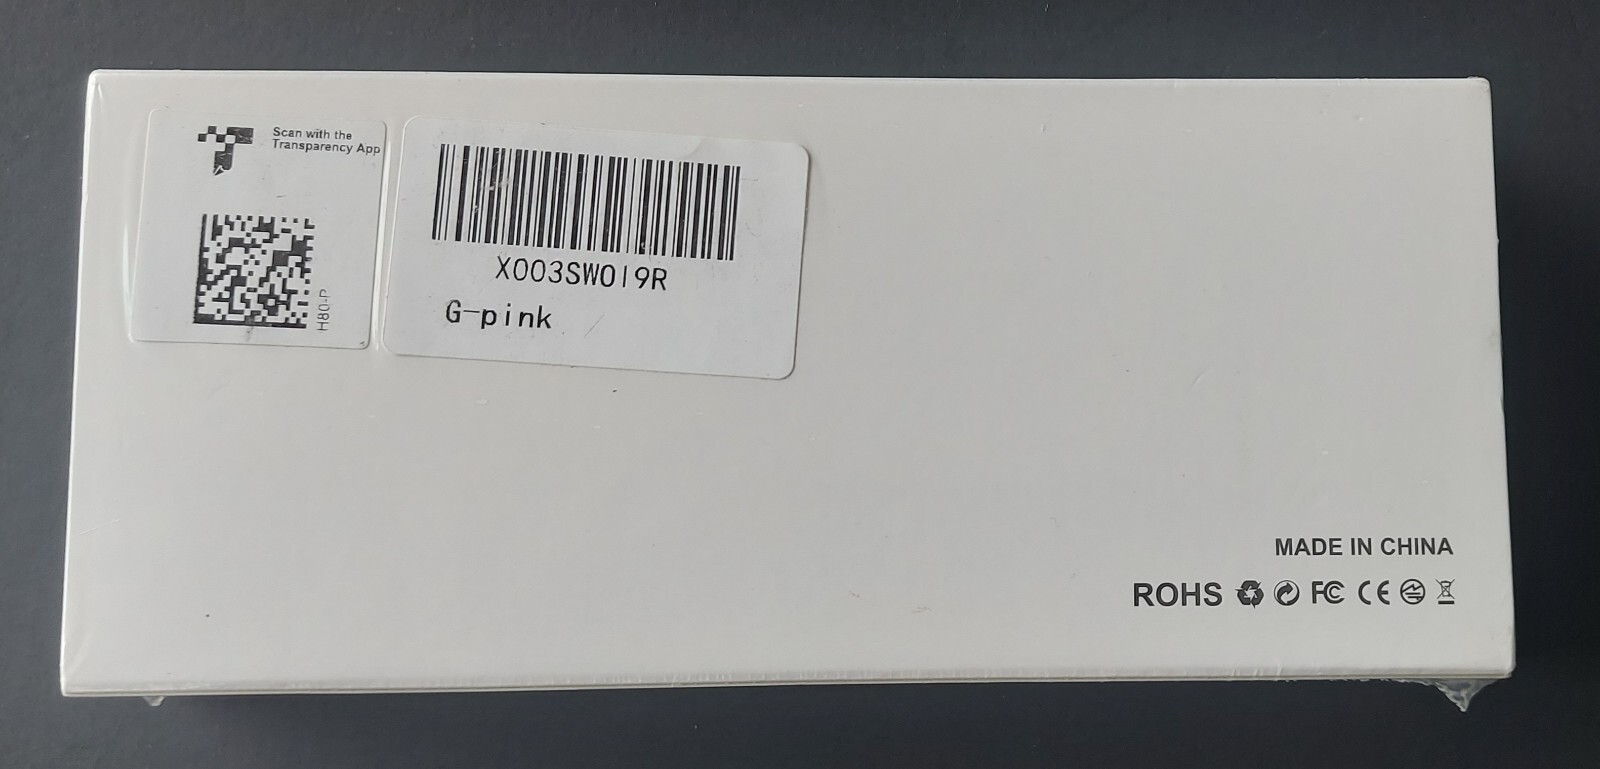 Scan with the
Transparency App
H80-P
X003SW0I9R
G-pink
MADE IN CHINA
ROHS FC CE